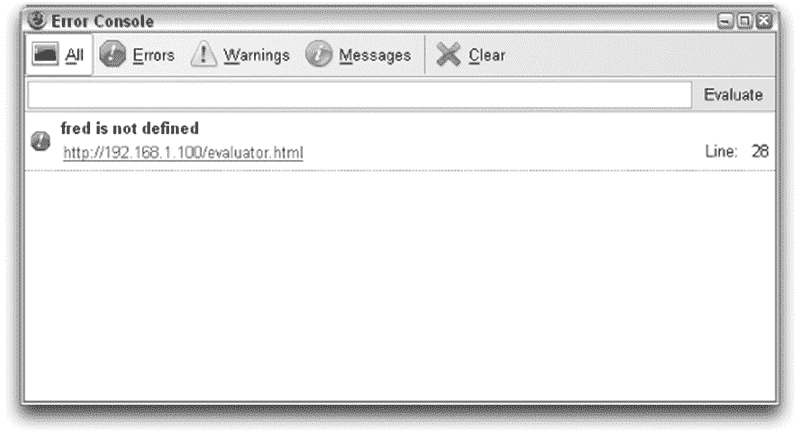 Error Console
All Errors Warnings Messages Clear
Evaluate
fred is not defined
http://192.168.1.100/evaluator.html Line: 28